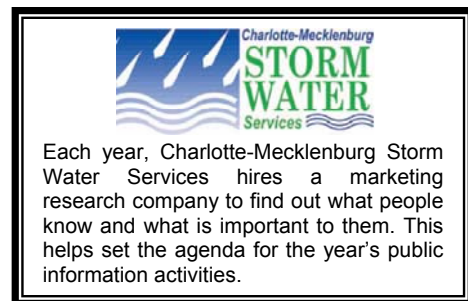 Charlotte-Mecklenburg
STORM
WATER
Services
Each year, Charlotte-Mecklenburg Storm
Water Services hires a marketing
research company to find out what people
know and what is important to them. This
helps set the agenda for the year’s public
information activities.